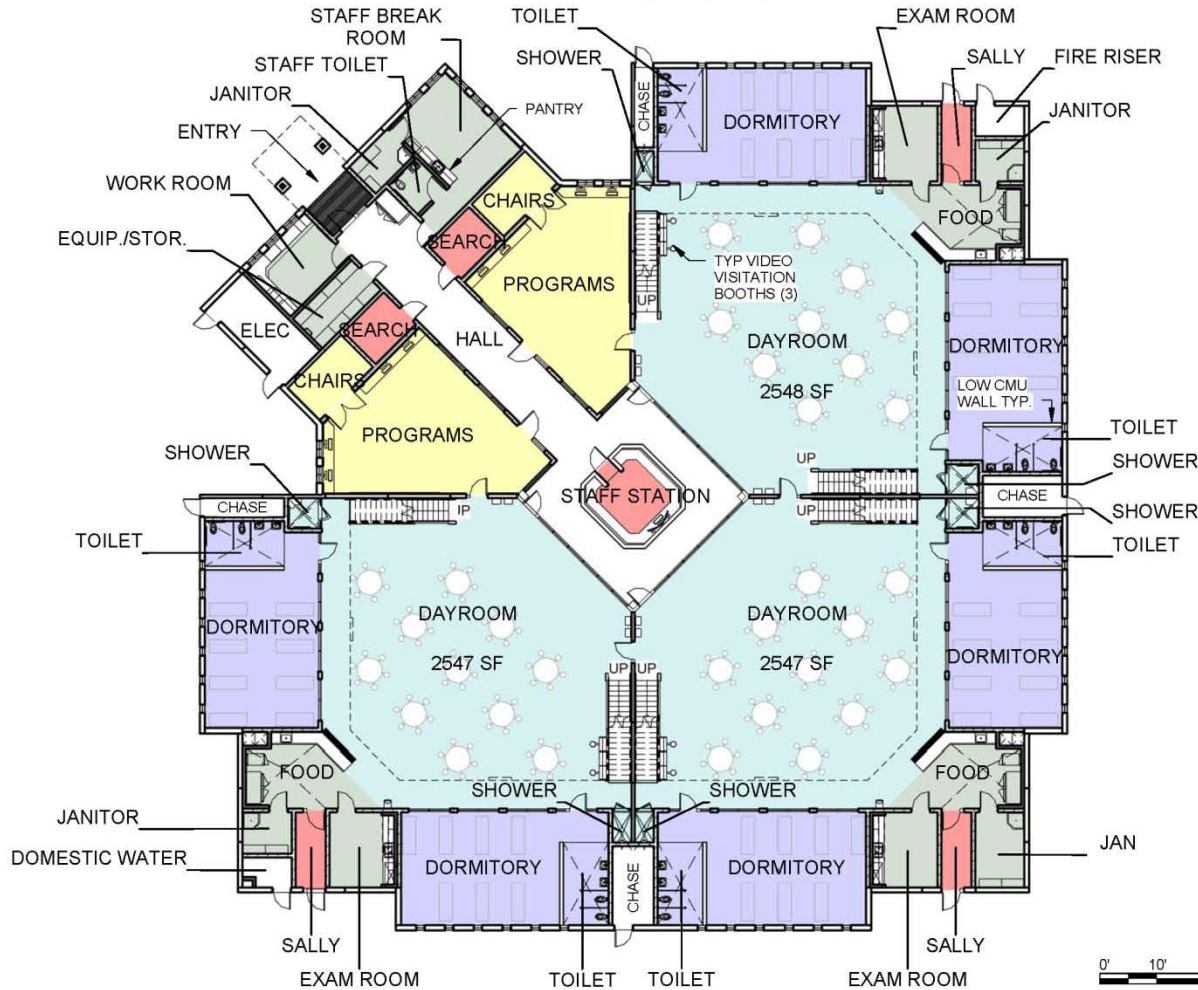 STAFF BREAK
ROOM
TOILET
EXAM ROOM
STAFF TOILET
SHOWER
SALLY
FIRE RISER
JANITOR
CHASE
PANTRY
JANITOR
DORMITORY
ENTRY
WORK ROOM
CHAIRS
FOOD
EQUIP./STOR.
SEARCH
TYP VIDEO
VISITATION
BOOTHS (3)
PROGRAMS
UP
ELEC
SEARCH
HALL
DAYROOM
DORMITORY
CHAIRS
2548 SF
LOW CMU
WALL TYP.
PROGRAMS
TOILET
SHOWER
UP
SHOWER
STAFF STATION
CHASE
CHASE
UP
UP
SHOWER
TOILET
TOILET
DAYROOM
DAYROOM
DORMITORY
DORMITORY
2547 SF
UP
UP
2547 SF
FOOD
FOOD
SHOWER
SHOWER
JANITOR
JAN
DOMESTIC WATER
DORMITORY
CHASE
DORMITORY
SALLY
SALLY
EXAM ROOM
TOILET
TOILET
EXAM ROOM
0'
10'